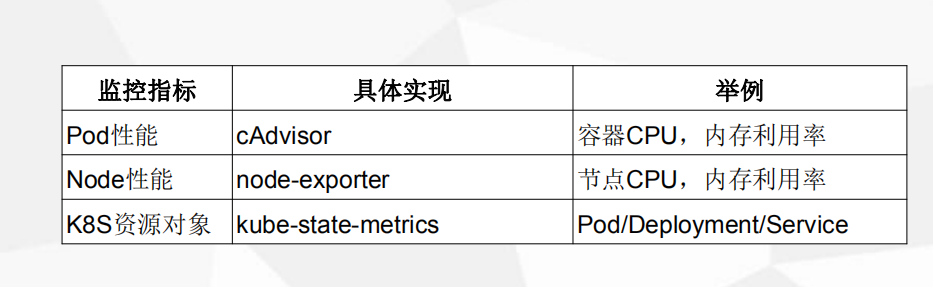 监控指标 具体实现 举例
Pod性能 cAdvisor 容器CPU，内存利用率
Node性能 node-exporter 节点CPU，内存利用率
K8S资源对象 kube-state-metrics Pod/Deployment/Service